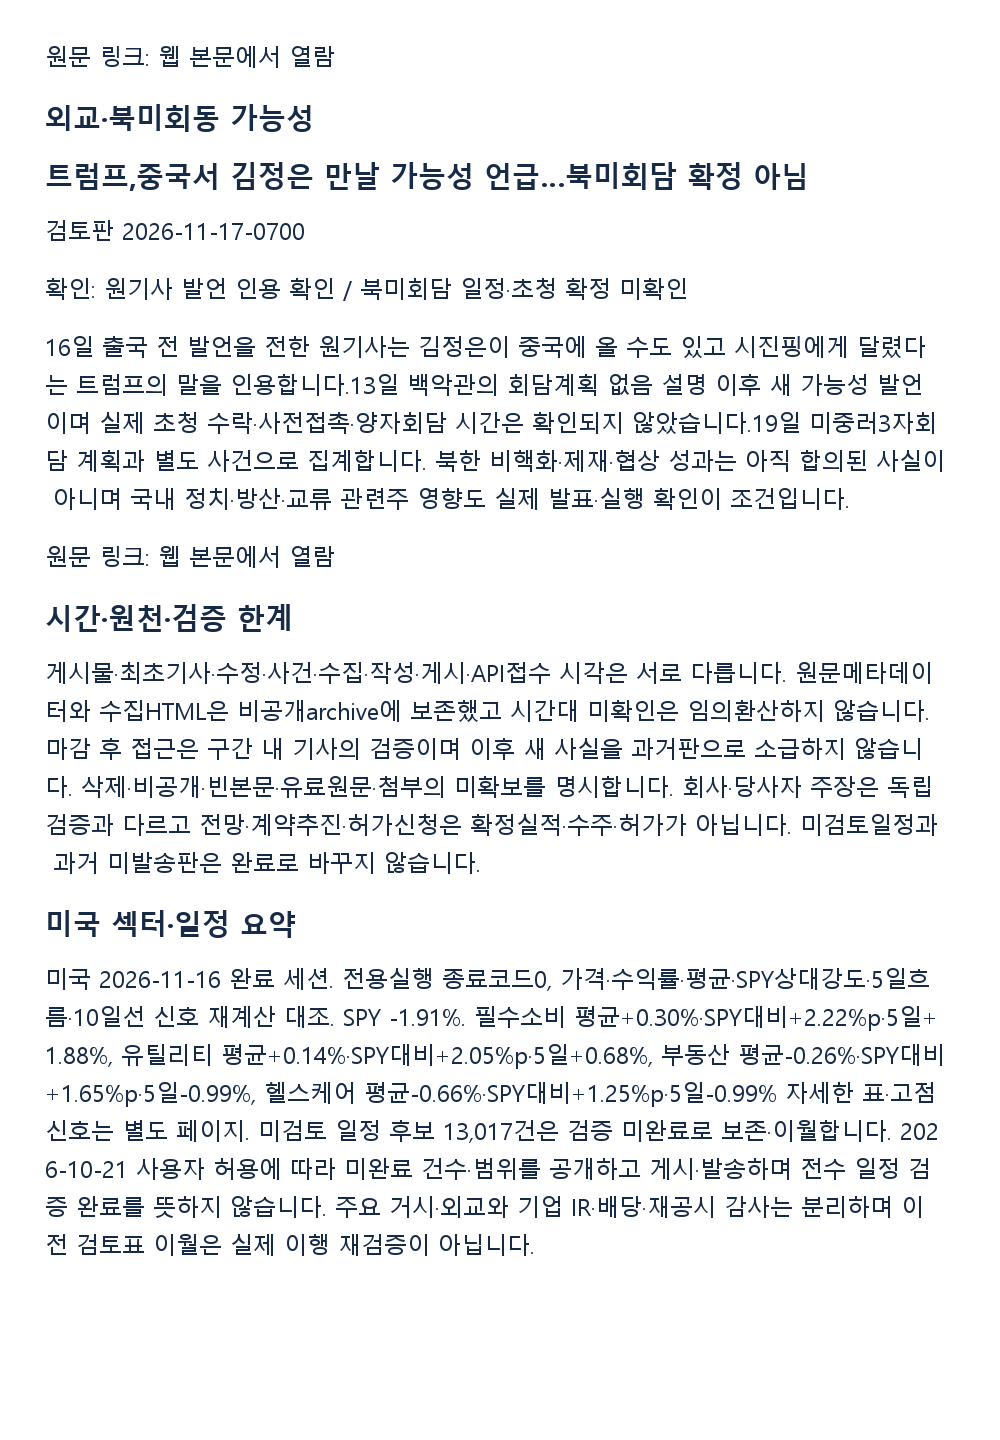 원문 링크: 웹 본문에서 열람
외교·북미회동 가능성
트럼프,중국서 김정은 만날 가능성 언급...북미회담 확정 아님
검토판 2026-11-17-0700
확인: 원기사 발언 인용 확인 / 북미회담 일정·초청 확정 미확인
16일 출국 전 발언을 전한 원기사는 김정은이 중국에 올 수도 있고 시진핑에게 달렸다
는 트럼프의 말을 인용합니다.13일 백악관의 회담계획 없음 설명 이후 새 가능성 발언
이며 실제 초청 수락·사전접촉·양자회담 시간은 확인되지 않았습니다.19일 미중러3자회
담 계획과 별도 사건으로 집계합니다. 북한 비핵화·제재·협상 성과는 아직 합의된 사실이
아니며 국내 정치·방산·교류 관련주 영향도 실제 발표·실행 확인이 조건입니다.
원문 링크: 웹 본문에서 열람
시간·원천·검증 한계
게시물·최초기사·수정·사건·수집·작성·게시·API접수 시각은 서로 다릅니다. 원문메타데이
터와 수집HTML은 비공개archive에 보존했고 시간대 미확인은 임의환산하지 않습니다.
마감 후 접근은 구간 내 기사의 검증이며 이후 새 사실을 과거판으로 소급하지 않습니
다. 삭제·비공개·빈본문·유료원문·첨부의 미확보를 명시합니다. 회사·당사자 주장은 독립
검증과 다르고 전망·계약추진·허가신청은 확정실적·수주·허가가 아닙니다. 미검토일정과
과거 미발송판은 완료로 바꾸지 않습니다.
미국 섹터·일정 요약
미국 2026-11-16 완료 세션. 전용실행 종료코드0, 가격·수익률·평균·SPY상대강도·5일흐
름·10일선 신호 재계산 대조. SPY -1.91%. 필수소비 평균+0.30%·SPY대비+2.22%p·5일+
1.88%, 유틸리티 평균+0.14%·SPY대비+2.05%p·5일+0.68%, 부동산 평균-0.26%·SPY대비
+1.65%p·5일-0.99%, 헬스케어 평균-0.66%·SPY대비+1.25%p·5일-0.99% 자세한 표·고점
신호는 별도 페이지. 미검토 일정 후보 13,017건은 검증 미완료로 보존·이월합니다. 202
6-10-21 사용자 허용에 따라 미완료 건수·범위를 공개하고 게시·발송하며 전수 일정 검
증 완료를 뜻하지 않습니다. 주요 거시·외교와 기업 IR·배당·재공시 감사는 분리하며 이
전 검토표 이월은 실제 이행 재검증이 아닙니다.